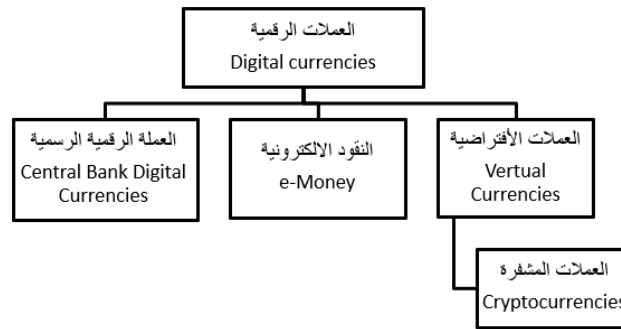 العملات الرقمية
Digital currencies
العملة الرقمية الرسمية
Central Bank Digital
Currencies
النقود الالكترونية
e-Money
العملات الأفتراضية
Vertual
Currencies
العملات المشفرة
Cryptocurrencies